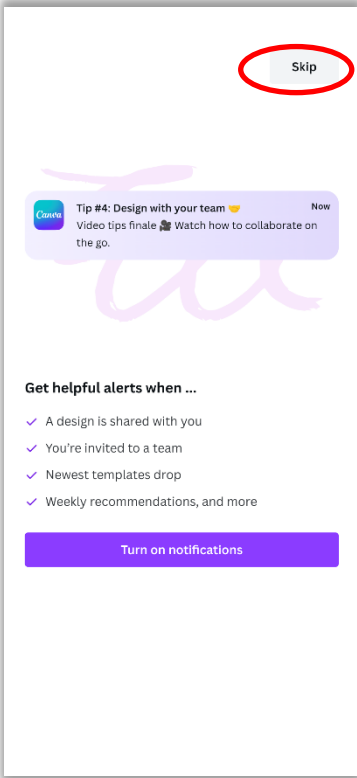 Skip
Canva
Tip #4: Design with your team 🤝
Now
Video tips finale 🎥 Watch how to collaborate on
the go.
Get helpful alerts when ...
A design is shared with you
You're invited to a team
Newest templates drop
Weekly recommendations, and more
Turn on notifications